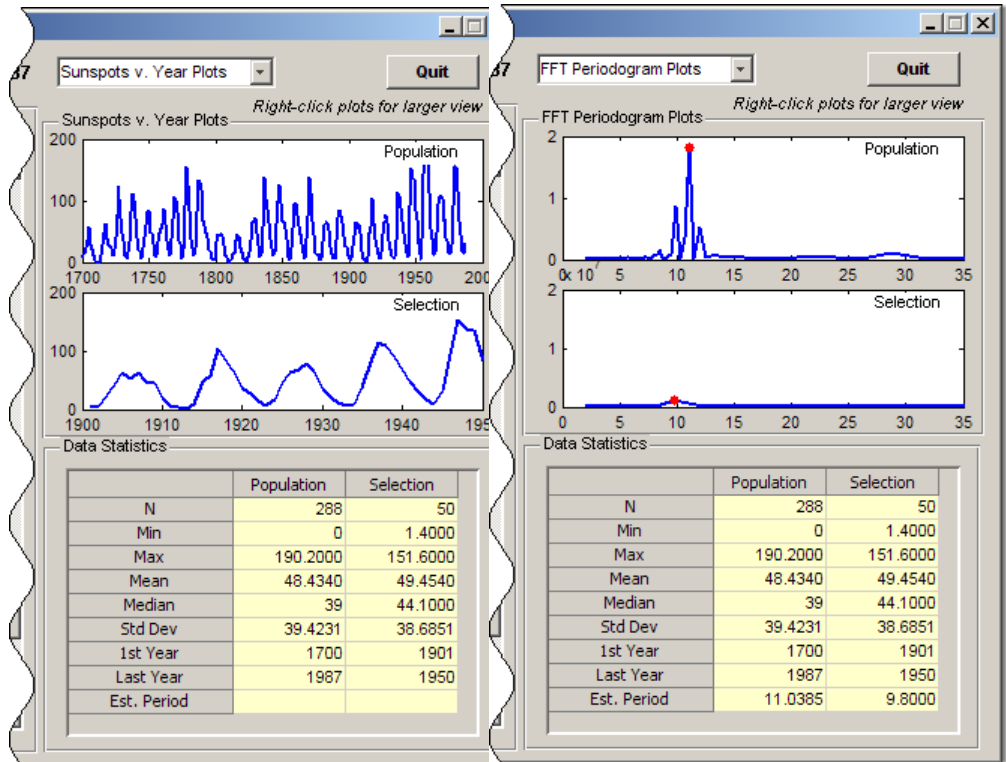 37 Sunspots v. Year Plots Quit
Right-click plots for larger view
Sunspots v. Year Plots
200
Population
100
0
1700 1750 1800 1850 1900 1950 200
200
Selection
100
0
1900 1910 1920 1930 1940 195
Data Statistics
Population Selection
N 288 50
Min 0 1.4000
Max 190.2000 151.6000
Mean 48.4340 49.4540
Median 39 44.1000
Std Dev 39.4231 38.6851
1st Year 1700 1901
Last Year 1987 1950
Est. Period
37 FFT Periodogram Plots Quit
Right-click plots for larger view
FFT Periodogram Plots
2
Population
1
0
0 x 10^7 5 10 15 20 25 30 35
2
Selection
1
0
0 5 10 15 20 25 30 35
Data Statistics
Population Selection
N 288 50
Min 0 1.4000
Max 190.2000 151.6000
Mean 48.4340 49.4540
Median 39 44.1000
Std Dev 39.4231 38.6851
1st Year 1700 1901
Last Year 1987 1950
Est. Period 11.0385 9.8000